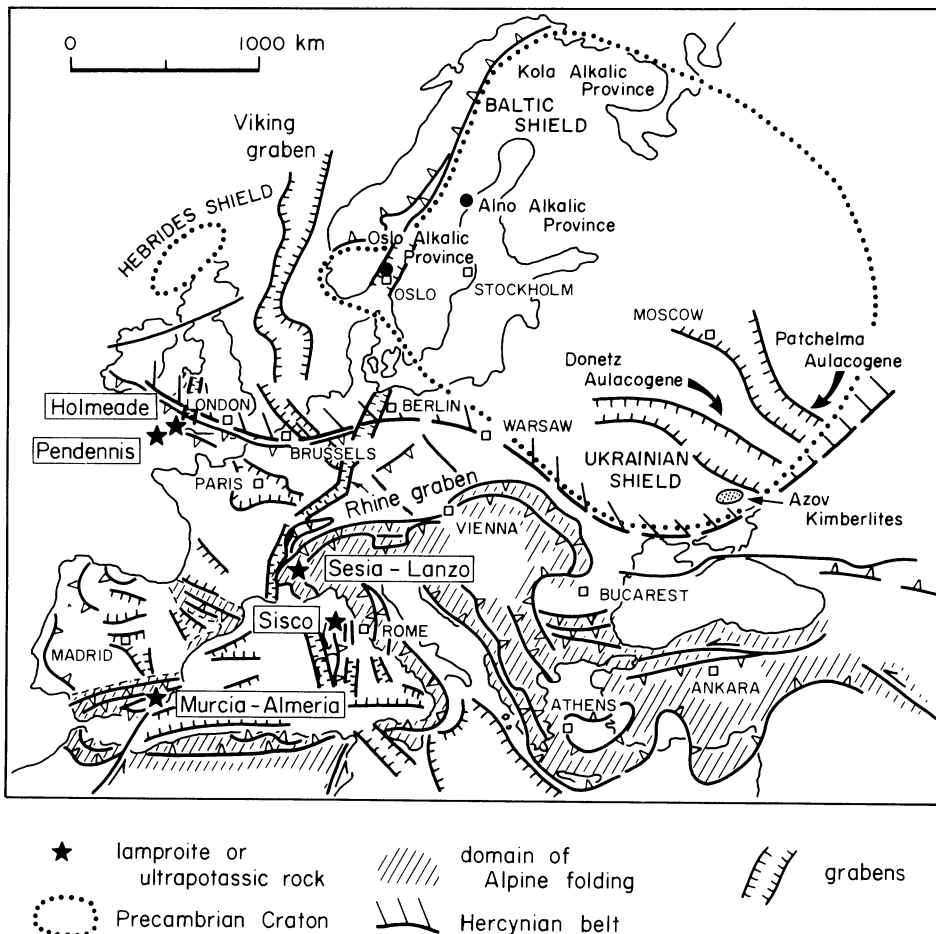 0 1000 km
Kola Alkalic
Province
BALTIC
SHIELD
Viking
graben
HEBRIDES SHIELD
Alno Alkalic
Province
Oslo Alkalic
Province
OSLO
STOCKHOLM
MOSCOW
Patchelma
Aulacogene
Donetz
Aulacogene
Holmeade
ONDON
BERLIN
Pendennis
BRUSSELS
WARSAW
PARIS
Rhine graben
UKRAINIAN
SHIELD
Azov
Kimberlites
VIENNA
Sesia-Lanzo
BUCAREST
Sisco
ROME
MADRID
ANKARA
Murcia-Almeria
ATHENS
lamproite or
ultrapotassic rock
domain of
Alpine folding
grabens
Precambrian Craton
Hercynian belt